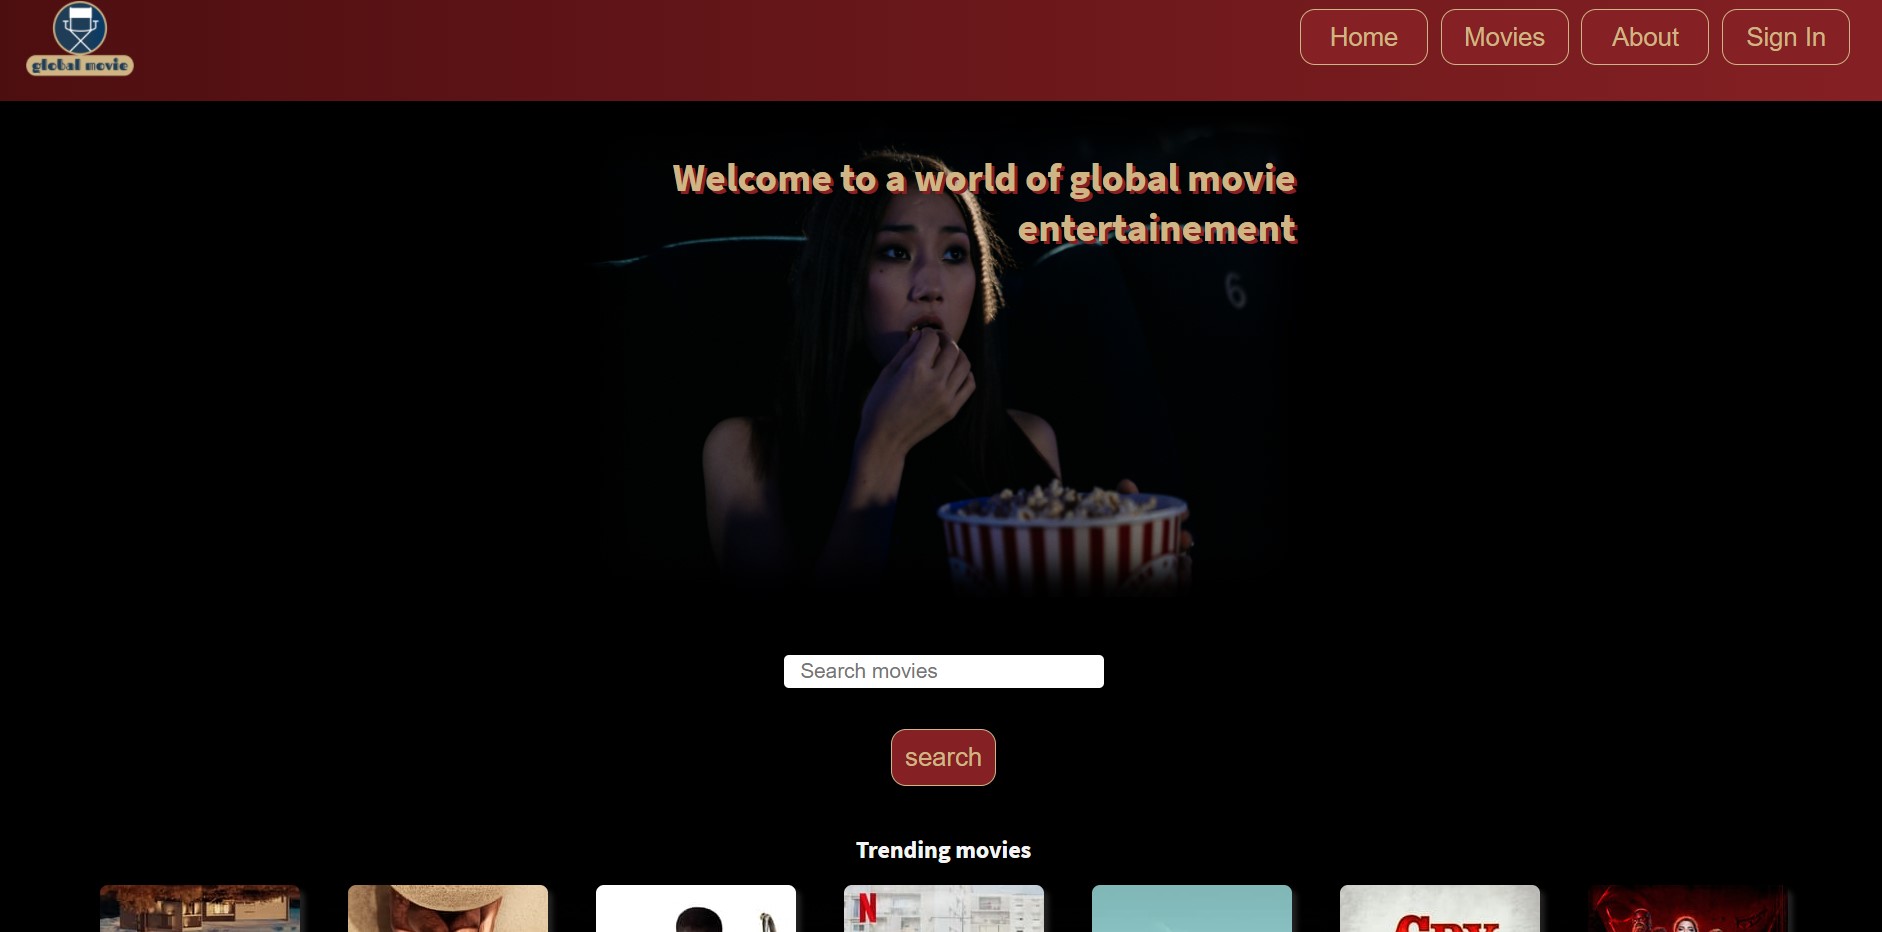 global movie
Home
Movies
About
Sign In
Welcome to a world of global movie
entertainement
6
Search movies
search
Trending movies
N